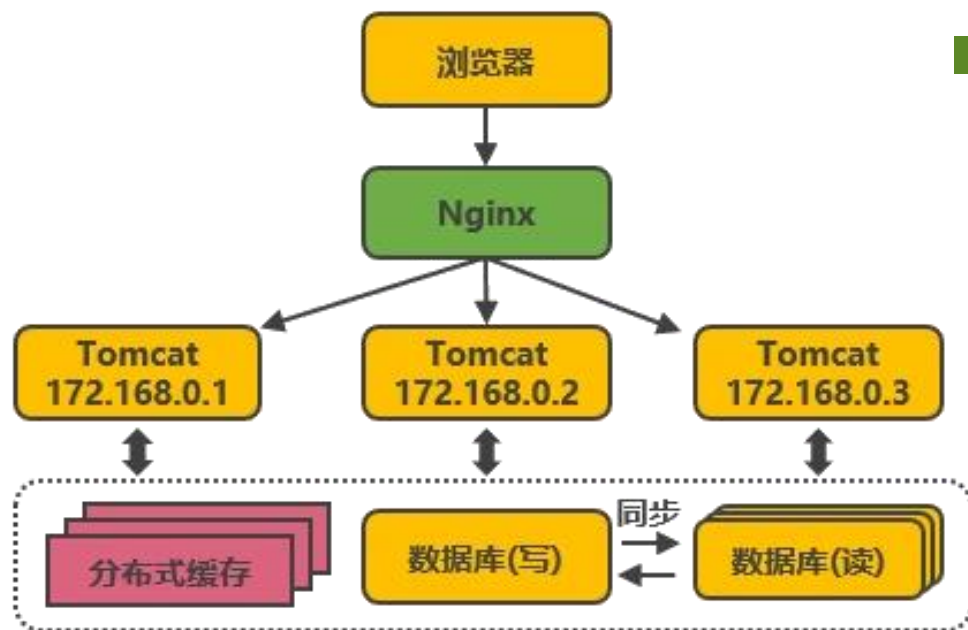 浏览器
Nginx
Tomcat
172.168.0.1
Tomcat
172.168.0.2
Tomcat
172.168.0.3
分布式缓存
数据库(写)
同步
数据库(读)